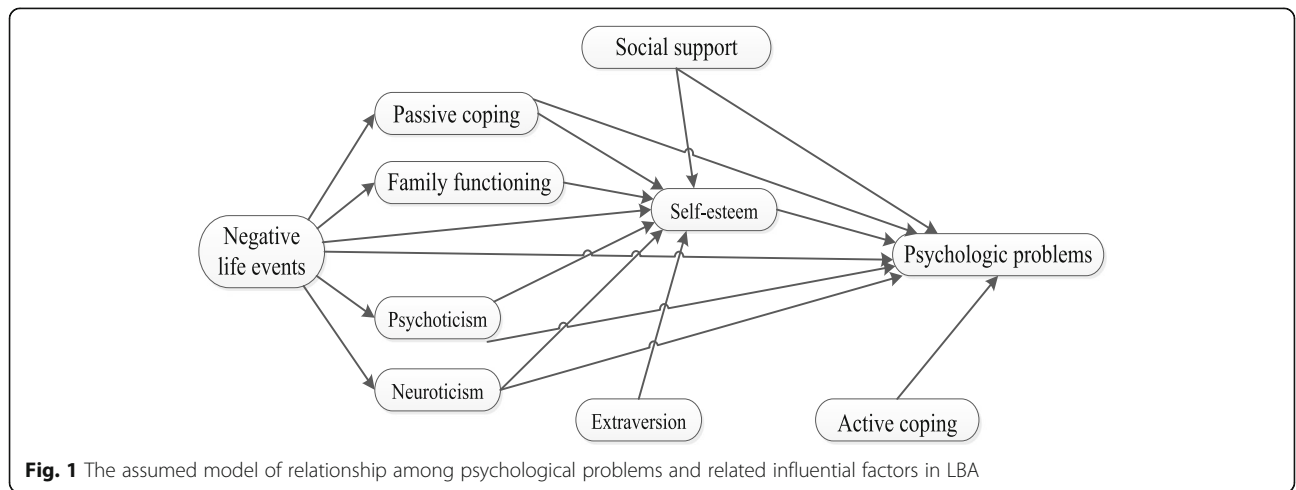 Social support
Passive coping
Family functioning
Self-esteem
Negative
life events
Psychologic problems
Psychoticism
Neuroticism
Extraversion
Active coping
Fig. 1 The assumed model of relationship among psychological problems and related influential factors in LBA